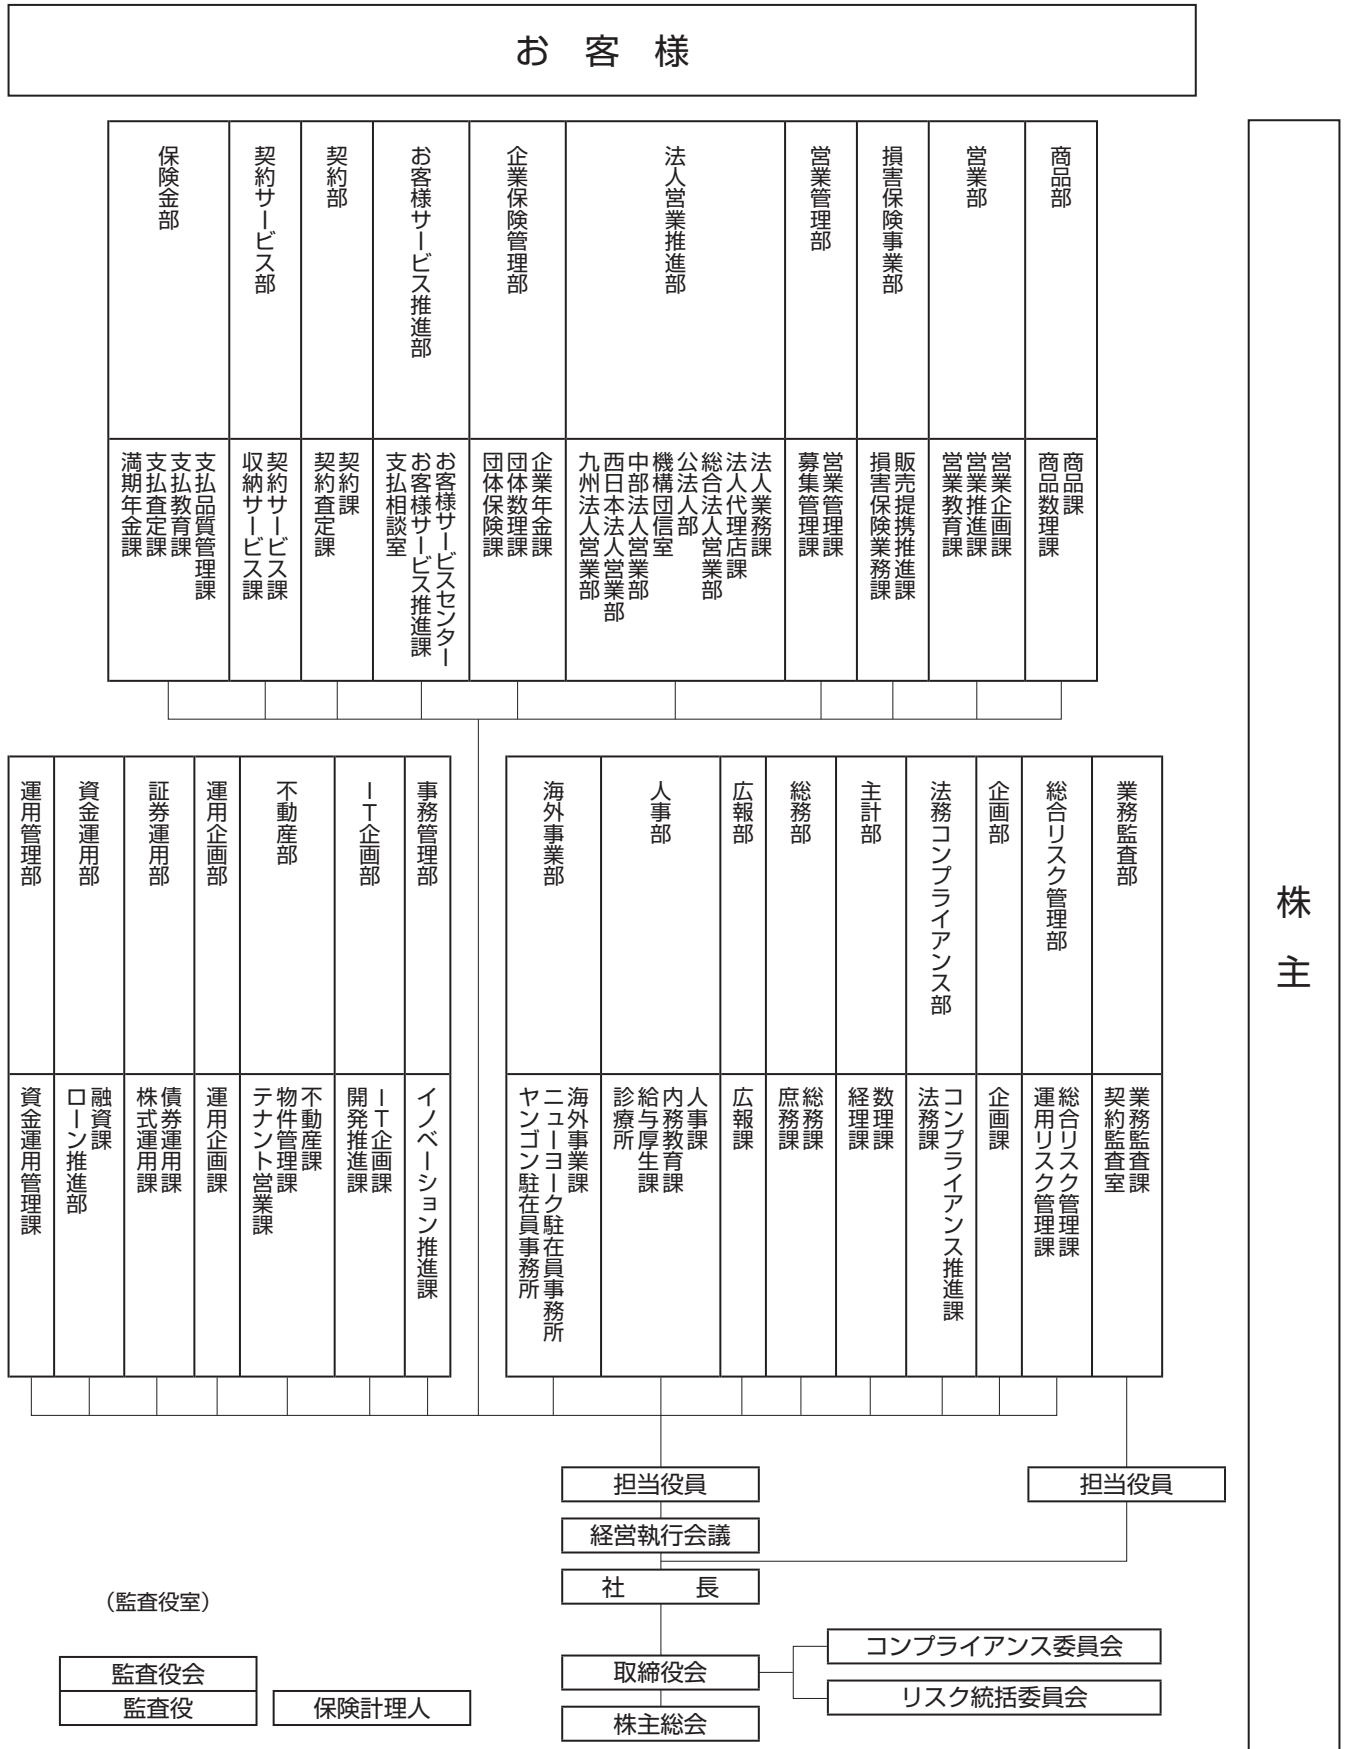 お客様
株主
商品部
営業部
損害保険事業部
営業管理部
法人営業推進部
企業保険管理部
お客様サービス推進部
契約部
契約サービス部
保険金部
商品課
商品数理課
営業企画課
営業推進課
営業教育課
販売提携推進課
損害保険業務課
営業管理課
募集管理課
法人業務課
法人代理店課
総合法人営業部
公法人部
機構団信室
中部法人営業部
西日本法人営業部
九州法人営業部
企業年金課
団体数理課
団体保険課
お客様サービスセンター
お客様サービス推進課
支払相談室
契約課
契約査定課
契約サービス課
収納サービス課
支払品質管理課
支払教育課
支払査定課
満期年金課
業務監査部
総合リスク管理部
企画部
法務コンプライアンス部
主計部
総務部
広報部
人事部
海外事業部
業務監査課
契約監査室
総合リスク管理課
運用リスク管理課
企画課
コンプライアンス推進課
法務課
数理課
経理課
総務課
庶務課
広報課
人事課
内務教育課
給与厚生課
診療所
海外事業課
ニューヨーク駐在員事務所
ヤンゴン駐在員事務所
事務管理部
IT企画部
不動産部
運用企画部
証券運用部
資金運用部
運用管理部
イノベーション推進課
IT企画課
開発推進課
不動産課
物件管理課
テナント営業課
運用企画課
債券運用課
株式運用課
融資課
ローン推進部
資金運用管理課
担当役員
担当役員
経営執行会議
社長
(監査役室)
コンプライアンス委員会
取締役会
リスク統括委員会
株主総会
監査役会
監査役
保険計理人